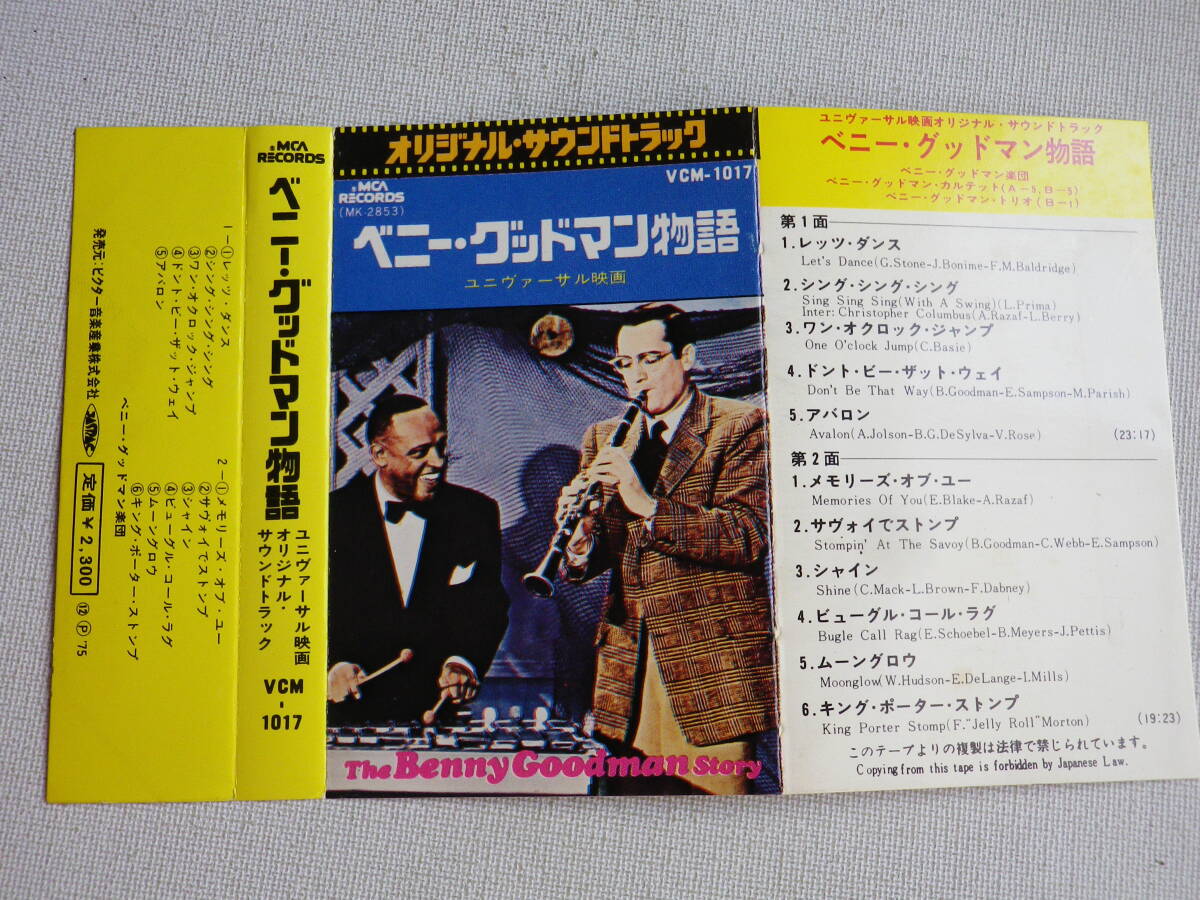 発売元:ビクター音楽産業株式会社
定価¥2,300
⑫Ⓟ'75
1-①レッツ・ダンス
②シング・シング・シング
③ワン・オクロック・ジャンプ
④ドント・ビー・ザット・ウェイ
⑤アバロン
2-①メモリーズ・オブ・ユー
②サヴォイでストンプ
③シャイン
④ビューグル・コール・ラグ
⑤ムーングロウ
⑥キング・ポーター・ストンプ
ベニー・グッドマン楽団
MCA
RECORDS
ベニー・グッドマン物語
ユニヴァーサル映画
オリジナル・
サウンドトラック
VCM
-
1017
オリジナル・サウンドトラック
MCA
RECORDS
(MK-2853)
VCM-1017
ベニー・グッドマン物語
ユニヴァーサル映画
The Benny Goodman Story
ユニヴァーサル映画オリジナル・サウンドトラック
ベニー・グッドマン物語
ベニー・グッドマン楽団
ベニー・グッドマン・カルテット(A-5,B-5)
ベニー・グッドマン・トリオ(B-1)
第1面
1.レッツ・ダンス
Let's Dance(G.Stone-J.Bonime-F.M.Baldridge)
2.シング・シング・シング
Sing Sing Sing(With A Swing)(L.Prima)
Inter: Christopher Columbus(A.Razaf-L.Berry)
3.ワン・オクロック・ジャンプ
One O'clock Jump(C.Basie)
4.ドント・ビー・ザット・ウェイ
Don't Be That Way(B.Goodman-E.Sampson-M.Parish)
5.アバロン
Avalon(A.Jolson-B.G.DeSylva-V.Rose) (23:17)
第2面
1.メモリーズ・オブ・ユー
Memories Of You(E.Blake-A.Razaf)
2.サヴォイでストンプ
Stompin' At The Savoy(B.Goodman-C.Webb-E.Sampson)
3.シャイン
Shine(C.Mack-L.Brown-F.Dabney)
4.ビューグル・コール・ラグ
Bugle Call Rag(E.Schoebel-B.Meyers-J.Pettis)
5.ムーングロウ
Moonglow(W.Hudson-E.DeLange-I.Mills)
6.キング・ポーター・ストンプ
King Porter Stomp(F."Jelly Roll"Morton) (19:23)
このテープよりの複製は法律で禁じられています。
Copying from this tape is forbidden by Japanese Law.